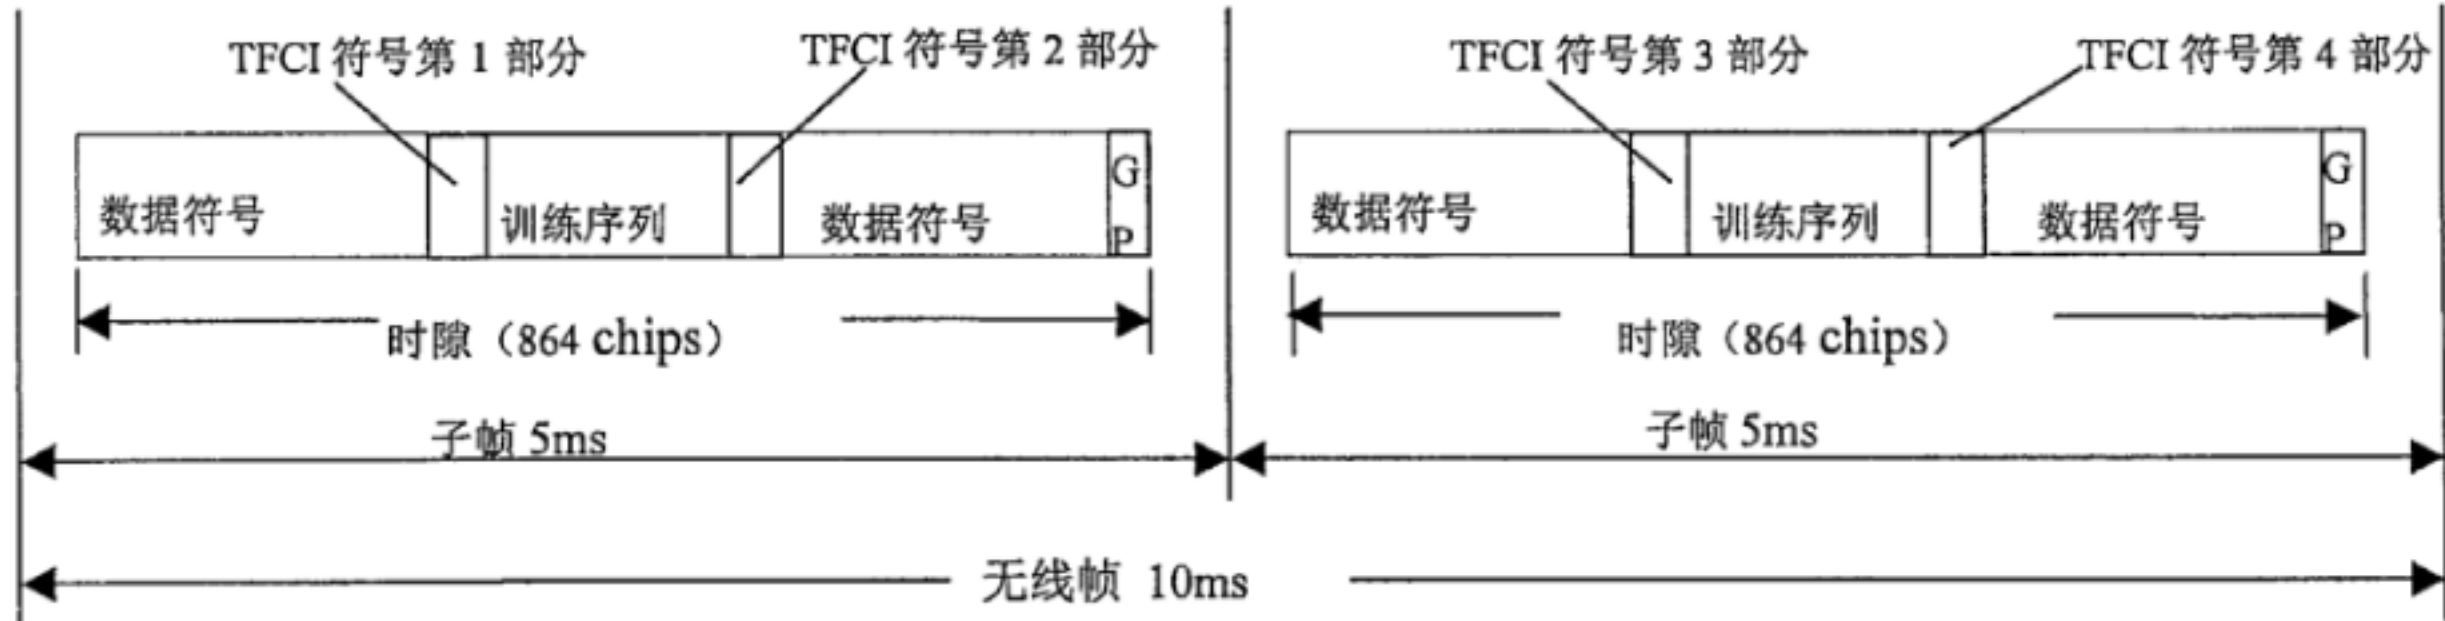 TFCI 符号第 1 部分
TFCI 符号第 2 部分
TFCI 符号第 3 部分
TFCI 符号第 4 部分
数据符号
训练序列
数据符号
G
P
数据符号
训练序列
数据符号
G
P
时隙（864 chips）
时隙（864 chips）
子帧 5ms
子帧 5ms
无线帧 10ms